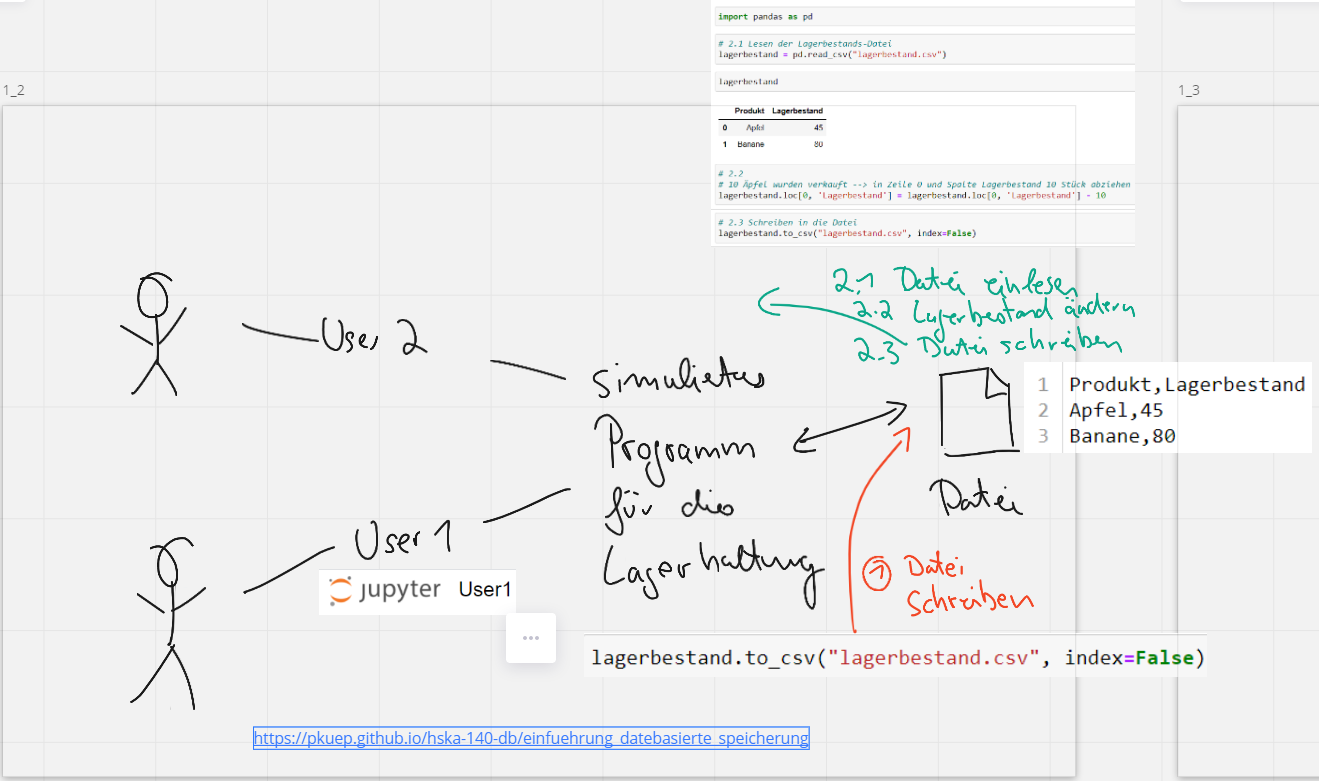 import pandas as pd
# 2.1 Lesen der Lagerbestands-Datei
lagerbestand = pd.read_csv("lagerbestand.csv")
lagerbestand
Produkt Lagerbestand
0 Apfel 45
1 Banane 80
# 2.2
# 10 Äpfel wurden verkauft --> in Zeile 0 und Spalte Lagerbestand 10 Stück abziehen
lagerbestand.loc[0, 'Lagerbestand'] = lagerbestand.loc[0, 'Lagerbestand'] - 10
# 2.3 Schreiben in die Datei
lagerbestand.to_csv("lagerbestand.csv", index=False)
1_2
1_3
2.1 Datei einlesen
2.2 Lagerbestand ändern
2.3 Datei schreiben
User 2
simuliertes
Programm
für die
Lagerhaltung
1 Produkt,Lagerbestand
2 Apfel,45
3 Banane,80
Datei
User 1
jupyter User1
1 Datei
Schreiben
lagerbestand.to_csv("lagerbestand.csv", index=False)
https://pkuep.github.io/hska-140-db/einfuehrung_datebasierte_speicherung